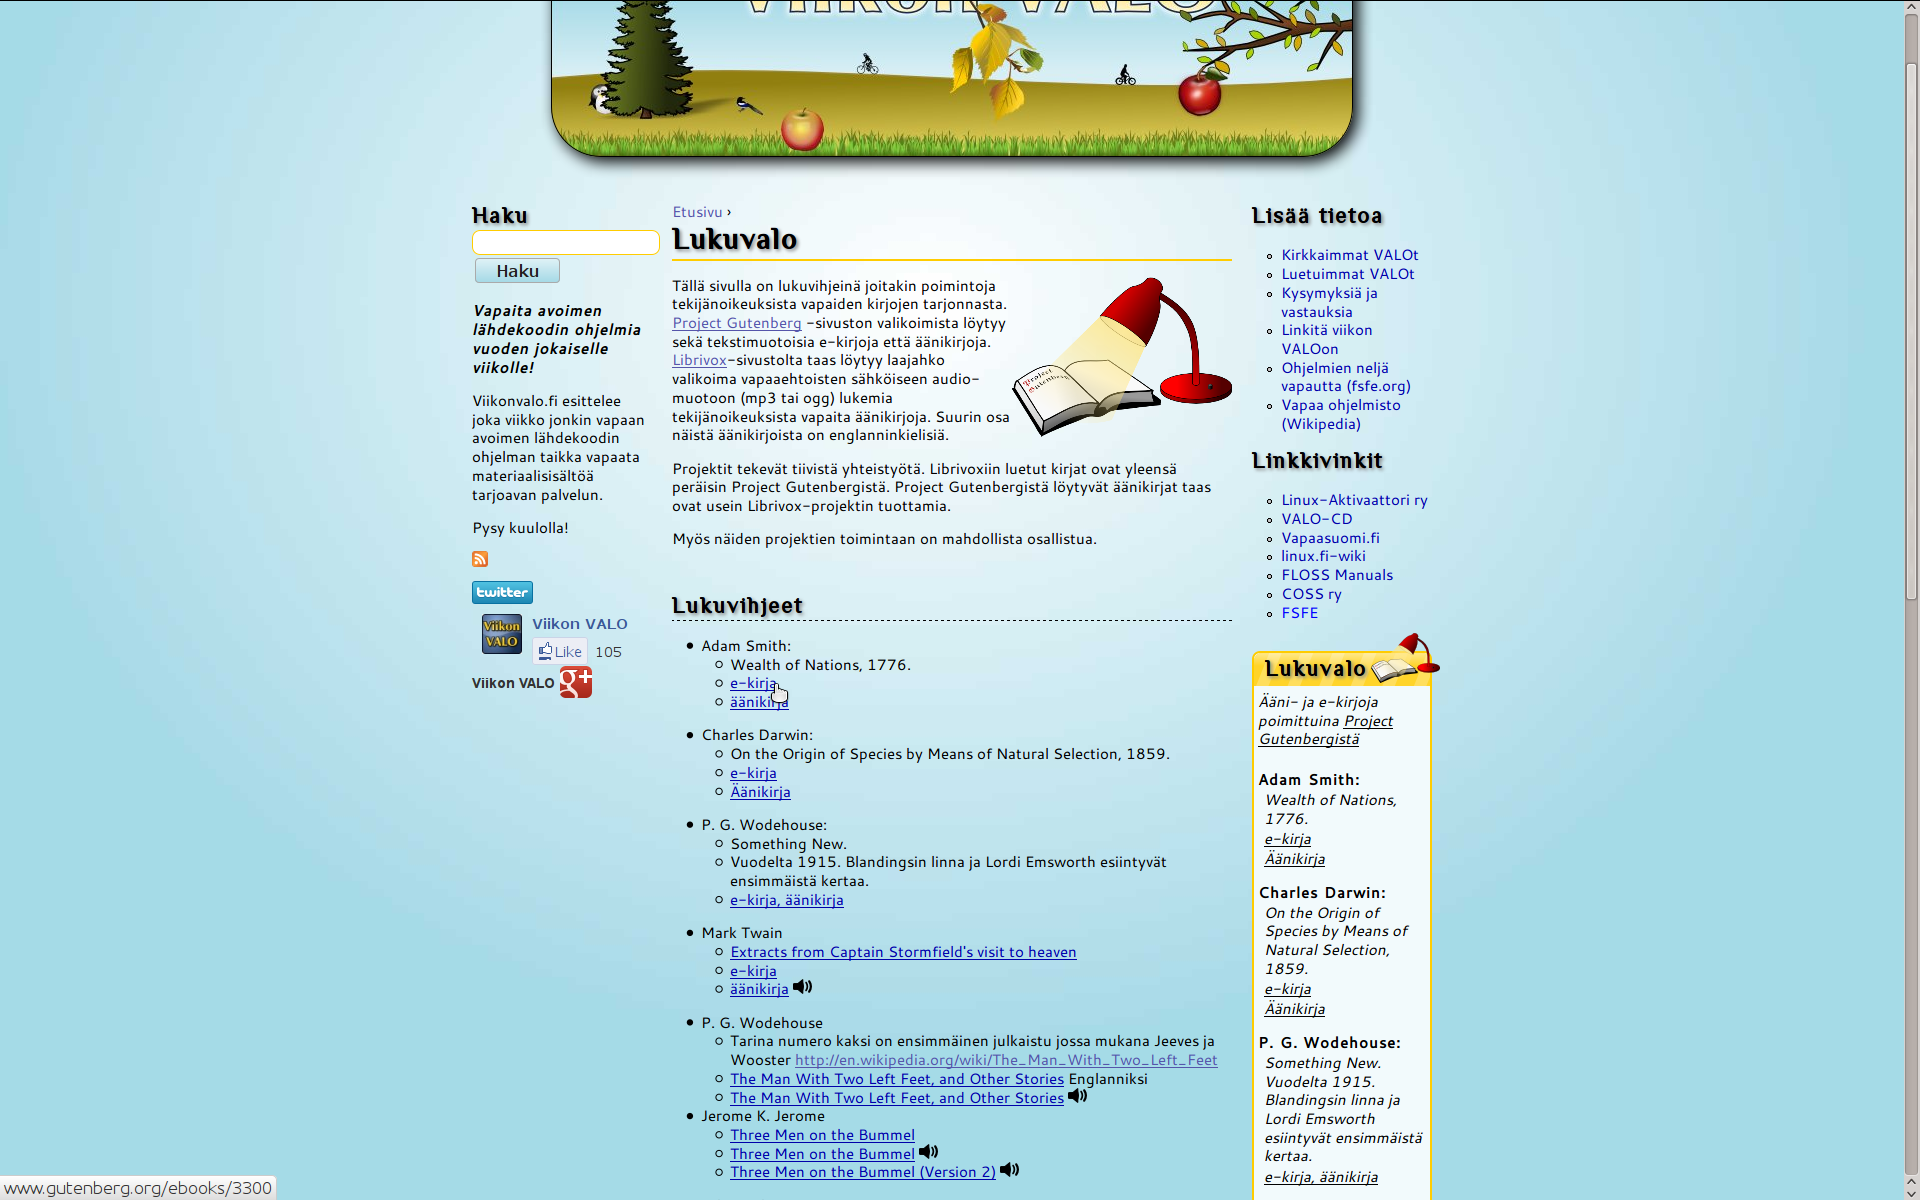 VIIKON VALO
Haku
Haku
Vapaita avoimen
lähdekoodin ohjelmia
vuoden jokaiselle
viikolle!
Viikonvalo.fi esittelee
joka viikko jonkin vapaan
avoimen lähdekoodin
ohjelman taikka vapaata
materiaalisisältöä
tarjoavan palvelun.
Pysy kuulolla!
twitter
Viikon
VALO
Viikon VALO
Like 105
Viikon VALO g+
Etusivu ›
Lukuvalo
Tällä sivulla on lukuvihjeinä joitakin poimintoja
tekijänoikeuksista vapaiden kirjojen tarjonnasta.
Project Gutenberg -sivuston valikoimista löytyy
sekä tekstimuotoisia e-kirjoja että äänikirjoja.
Librivox-sivustolta taas löytyy laajahko
valikoima vapaaehtoisten sähköiseen audio-
muotoon (mp3 tai ogg) lukemia
tekijänoikeuksista vapaita äänikirjoja. Suurin osa
näistä äänikirjoista on englanninkielisiä.
Project
Gutenberg
Projektit tekevät tiivistä yhteistyötä. Librivoxiin luetut kirjat ovat yleensä
peräisin Project Gutenbergistä. Project Gutenbergistä löytyvät äänikirjat taas
ovat usein Librivox-projektin tuottamia.
Myös näiden projektien toimintaan on mahdollista osallistua.
Lukuvihjeet
Adam Smith:
Wealth of Nations, 1776.
e-kirja
äänikirja
Charles Darwin:
On the Origin of Species by Means of Natural Selection, 1859.
e-kirja
Äänikirja
P. G. Wodehouse:
Something New.
Vuodelta 1915. Blandingsin linna ja Lordi Emsworth esiintyvät
ensimmäistä kertaa.
e-kirja, äänikirja
Mark Twain
Extracts from Captain Stormfield's visit to heaven
e-kirja
äänikirja
P. G. Wodehouse
Tarina numero kaksi on ensimmäinen julkaistu jossa mukana Jeeves ja
Wooster http://en.wikipedia.org/wiki/The_Man_With_Two_Left_Feet
The Man With Two Left Feet, and Other Stories Englanniksi
The Man With Two Left Feet, and Other Stories
Jerome K. Jerome
Three Men on the Bummel
Three Men on the Bummel
Three Men on the Bummel (Version 2)
Lisää tietoa
Kirkkaimmat VALOt
Luetuimmat VALOt
Kysymyksiä ja
vastauksia
Linkitä viikon
VALOon
Ohjelmien neljä
vapautta (fsfe.org)
Vapaa ohjelmisto
(Wikipedia)
Linkkivinkit
Linux-Aktivaattori ry
VALO-CD
Vapaasuomi.fi
linux.fi-wiki
FLOSS Manuals
COSS ry
FSFE
Lukuvalo
Ääni- ja e-kirjoja
poimittuina Project
Gutenbergistä
Adam Smith:
Wealth of Nations,
1776.
e-kirja
Äänikirja
Charles Darwin:
On the Origin of
Species by Means of
Natural Selection,
1859.
e-kirja
Äänikirja
P. G. Wodehouse:
Something New.
Vuodelta 1915.
Blandingsin linna ja
Lordi Emsworth
esiintyvät ensimmäistä
kertaa.
e-kirja, äänikirja
www.gutenberg.org/ebooks/3300